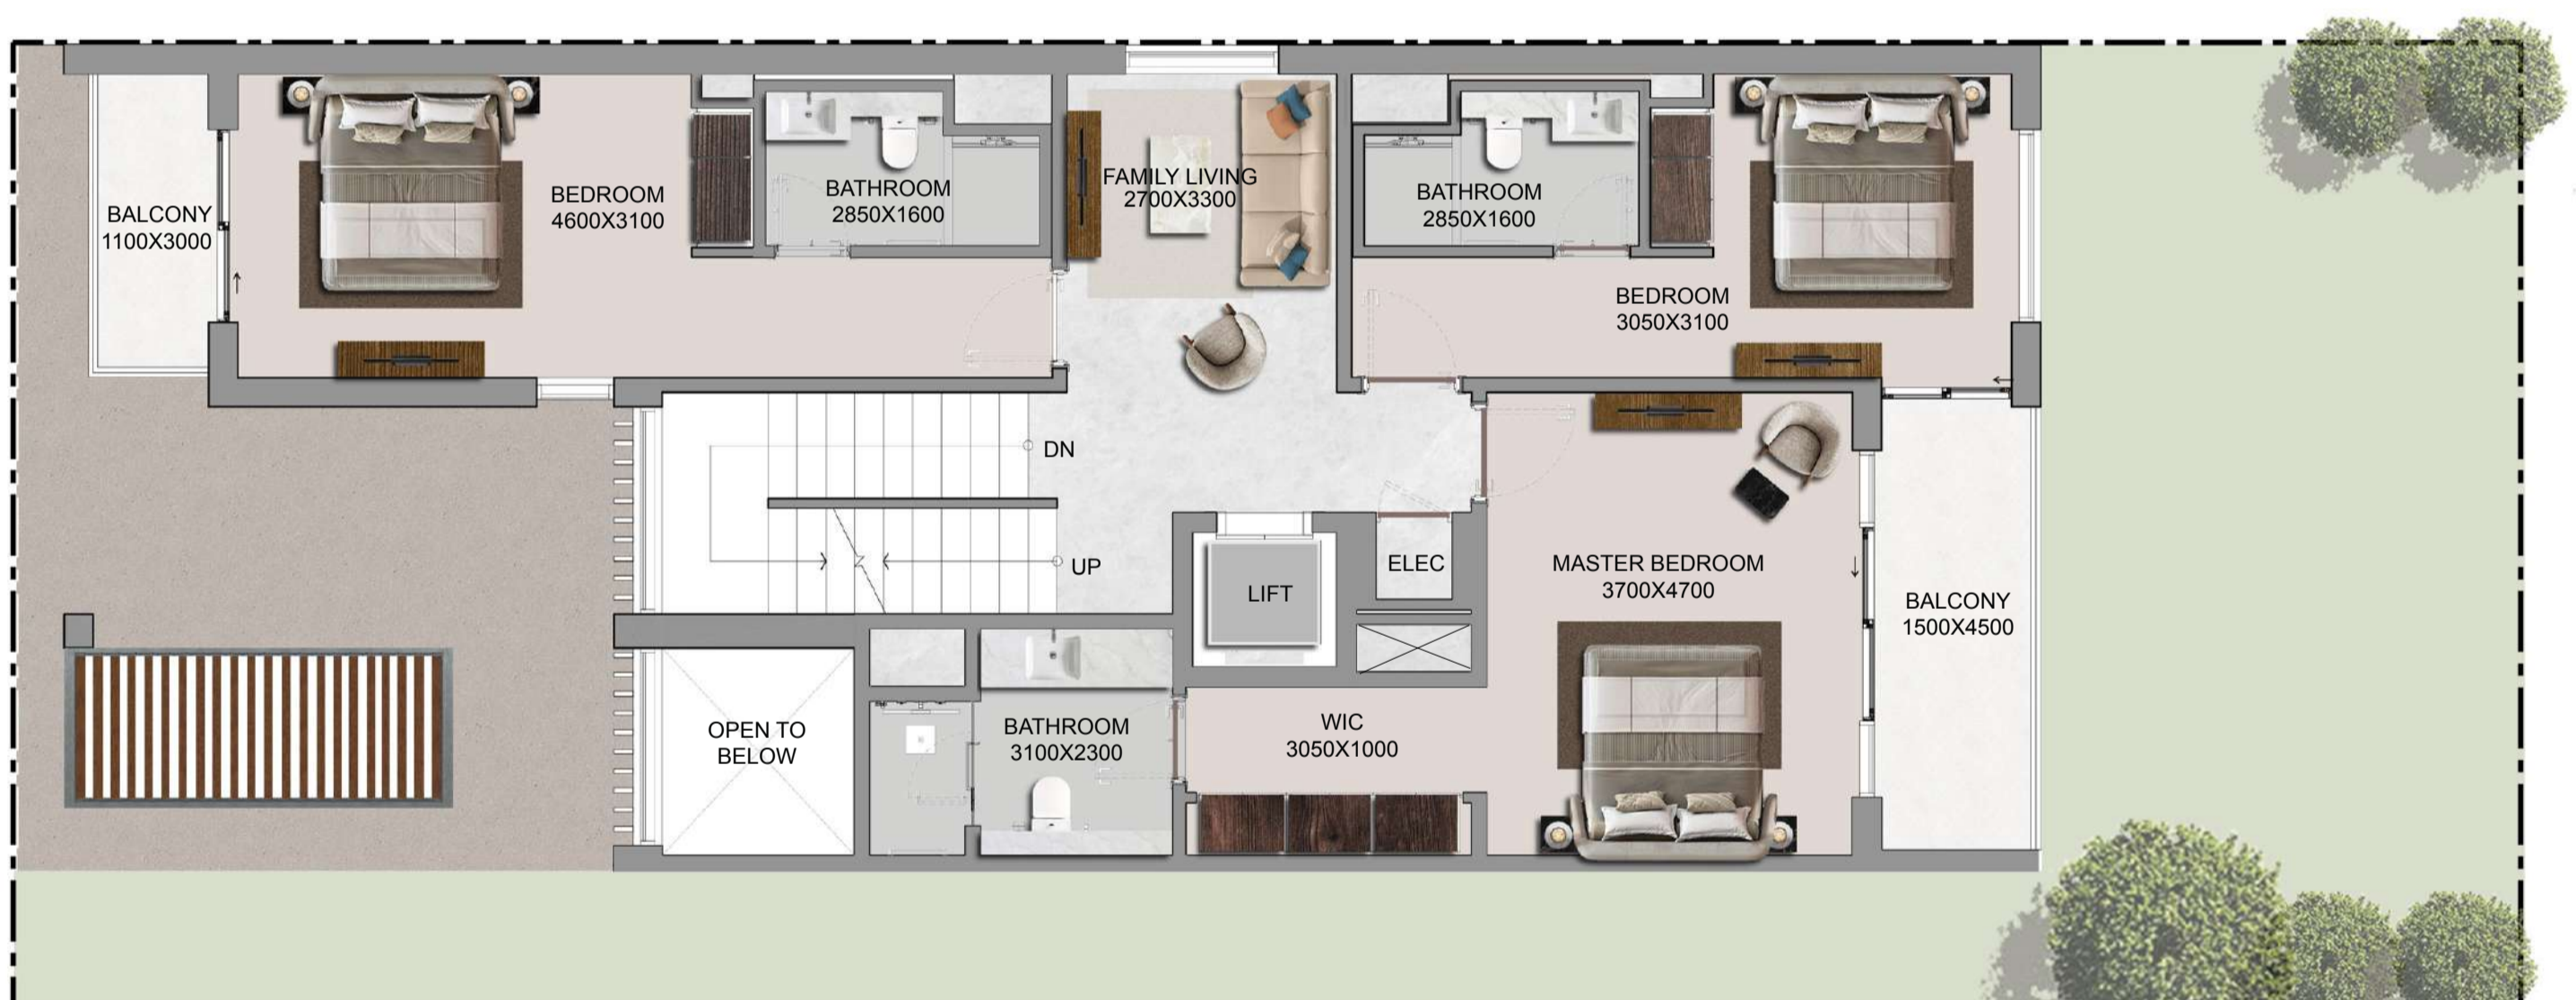 BALCONY
1100X3000
BEDROOM
4600X3100
BATHROOM
2850X1600
FAMILY LIVING
2700X3300
BATHROOM
2850X1600
BEDROOM
3050X3100
DN
UP
LIFT
ELEC
MASTER BEDROOM
3700X4700
BALCONY
1500X4500
OPEN TO
BELOW
BATHROOM
3100X2300
WIC
3050X1000